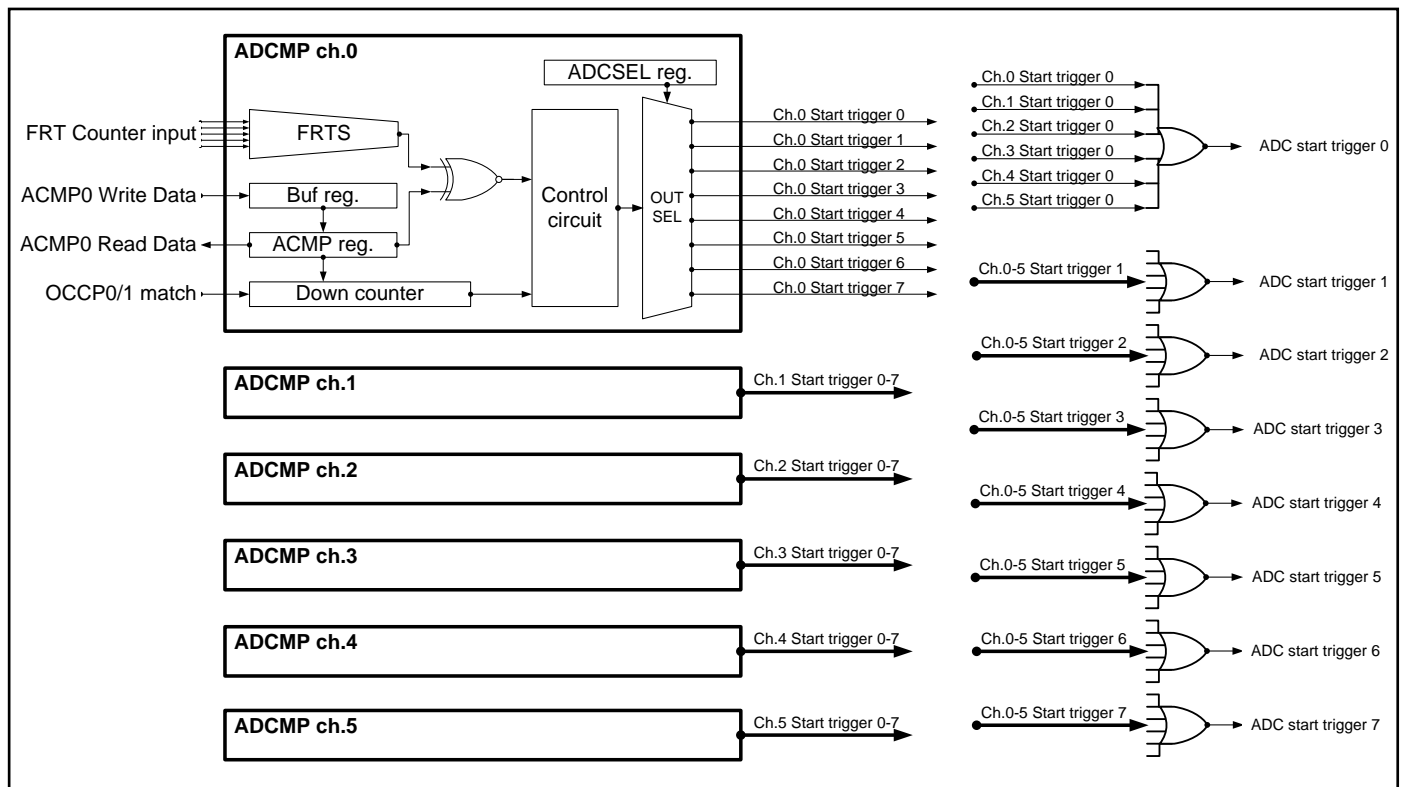 ADCMP ch.0
ADCSEL reg.
FRT Counter input
FRTS
ACMP0 Write Data
Buf reg.
ACMP0 Read Data
ACMP reg.
OCCP0/1 match
Down counter
Control
circuit
OUT
SEL
Ch.0 Start trigger 0
Ch.0 Start trigger 1
Ch.0 Start trigger 2
Ch.0 Start trigger 3
Ch.0 Start trigger 4
Ch.0 Start trigger 5
Ch.0 Start trigger 6
Ch.0 Start trigger 7
ADCMP ch.1
Ch.1 Start trigger 0-7
ADCMP ch.2
Ch.2 Start trigger 0-7
ADCMP ch.3
Ch.3 Start trigger 0-7
ADCMP ch.4
Ch.4 Start trigger 0-7
ADCMP ch.5
Ch.5 Start trigger 0-7
Ch.0 Start trigger 0
Ch.1 Start trigger 0
Ch.2 Start trigger 0
Ch.3 Start trigger 0
Ch.4 Start trigger 0
Ch.5 Start trigger 0
ADC start trigger 0
Ch.0-5 Start trigger 1
ADC start trigger 1
Ch.0-5 Start trigger 2
ADC start trigger 2
Ch.0-5 Start trigger 3
ADC start trigger 3
Ch.0-5 Start trigger 4
ADC start trigger 4
Ch.0-5 Start trigger 5
ADC start trigger 5
Ch.0-5 Start trigger 6
ADC start trigger 6
Ch.0-5 Start trigger 7
ADC start trigger 7